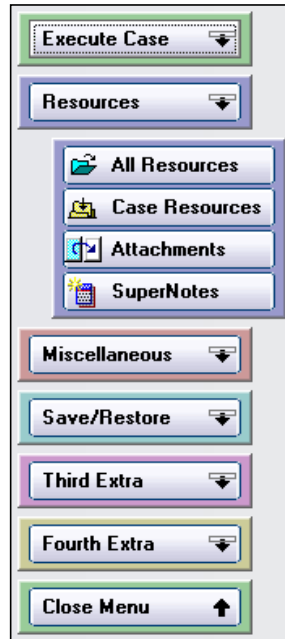 Execute Case
Resources
All Resources
Case Resources
Attachments
SuperNotes
Miscellaneous
Save/Restore
Third Extra
Fourth Extra
Close Menu